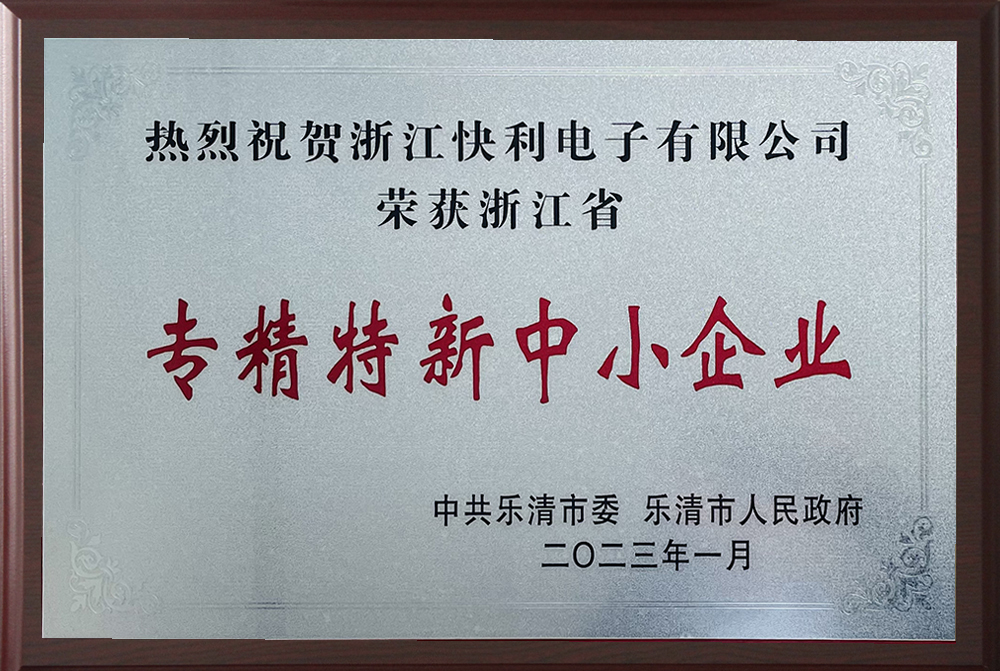 热烈祝贺浙江快利电子有限公司
荣获浙江省
专精特新中小企业
中共乐清市委 乐清市人民政府
二〇二三年一月